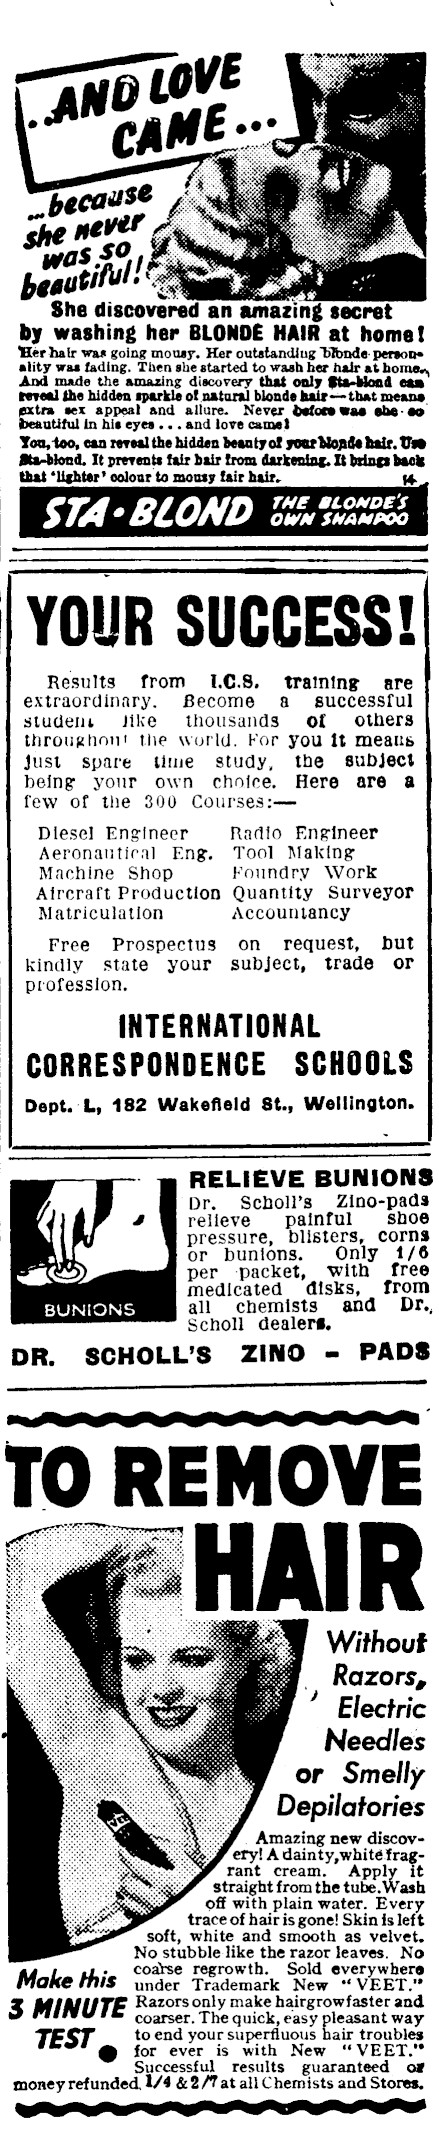 ..AND LOVE
CAME...
...because
she never
was so
beautiful!
She discovered an amazing secret
by washing her BLONDE HAIR at home!
Her hair was going mousy. Her outstanding blonde person-
ality was fading. Then she started to wash her hair at home.
And made the amazing discovery that only Sta-blond can
reveal the hidden sparkle of natural blonde hair—that means
extra sex appeal and allure. Never before was she so
beautiful in his eyes . . . and love came!
You, too, can reveal the hidden beauty of your blonde hair. Use
Sta-blond. It prevents fair hair from darkening. It brings back
that 'lighter' colour to mousy fair hair. 14
STA-BLOND THE BLONDE'S
OWN SHAMPOO
YOUR SUCCESS!
Results from I.C.S. training are
extraordinary. Become a successful
student like thousands of others
throughout the world. For you it means
just spare time study, the subject
being your own choice. Here are a
few of the 300 Courses:—
Diesel Engineer Radio Engineer
Aeronautical Eng. Tool Making
Machine Shop Foundry Work
Aircraft Production Quantity Surveyor
Matriculation Accountancy
Free Prospectus on request, but
kindly state your subject, trade or
profession.
INTERNATIONAL
CORRESPONDENCE SCHOOLS
Dept. L, 182 Wakefield St., Wellington.
RELIEVE BUNIONS
Dr. Scholl's Zino-pads
relieve painful shoe
pressure, blisters, corns
or bunions. Only 1/6
per packet, with free
medicated disks, from
all chemists and Dr.
Scholl dealers.
BUNIONS
DR. SCHOLL'S ZINO - PADS
TO REMOVE
HAIR
Without
Razors,
Electric
Needles
or Smelly
Depilatories
Amazing new discov-
ery! A dainty, white frag-
rant cream. Apply it
straight from the tube. Wash
off with plain water. Every
trace of hair is gone! Skin is left
soft, white and smooth as velvet.
No stubble like the razor leaves. No
coarse regrowth. Sold everywhere
under Trademark New "VEET."
Razors only make hair grow faster and
coarser. The quick, easy pleasant way
to end your superfluous hair troubles
for ever is with New "VEET."
Successful results guaranteed or
money refunded. 1/4 & 2/7 at all Chemists and Stores.
Make this
3 MINUTE
TEST